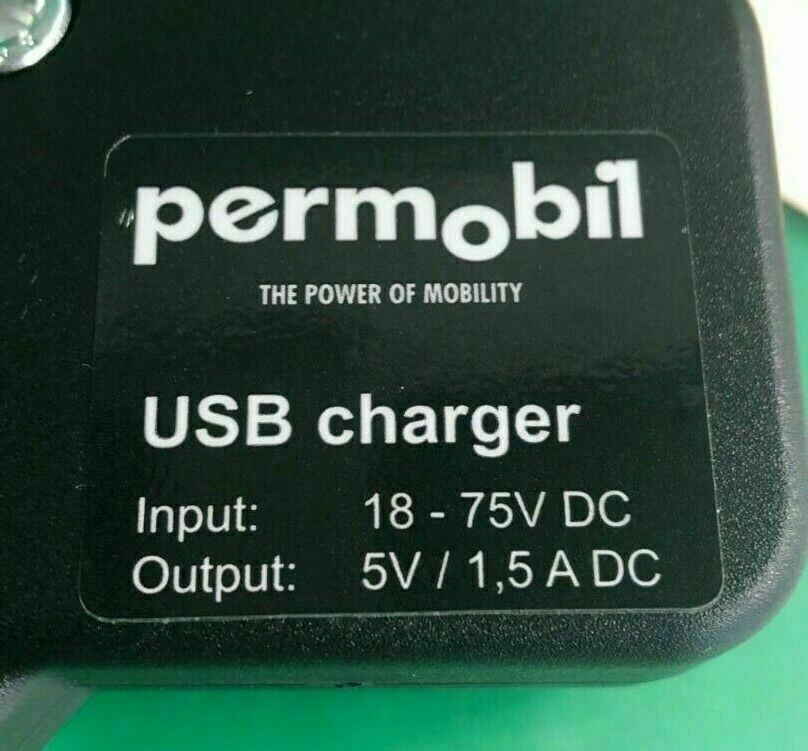 permobil
THE POWER OF MOBILITY
USB charger
Input: 18 - 75V DC
Output: 5V / 1,5 A DC